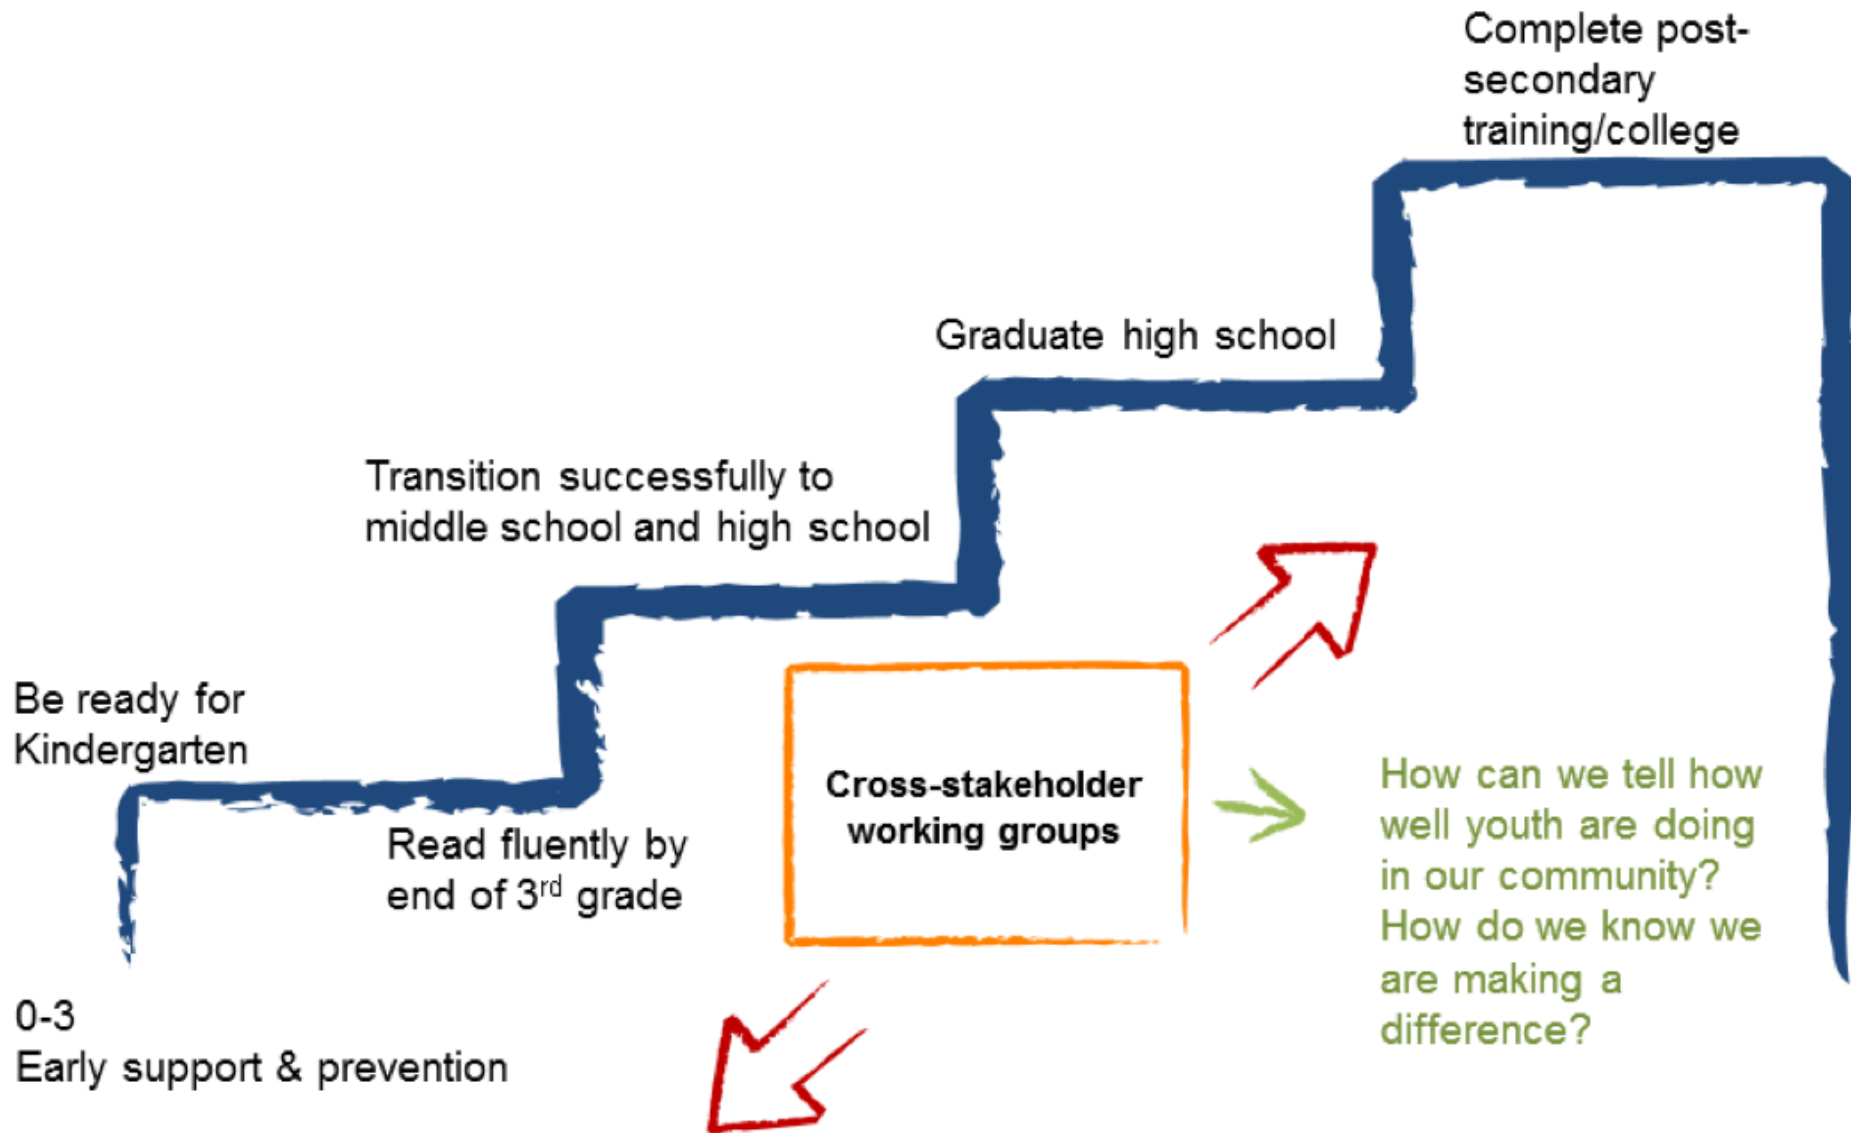 Complete post-
secondary
training/college
Graduate high school
Transition successfully to
middle school and high school
Be ready for
Kindergarten
Read fluently by
end of 3rd grade
0-3
Early support & prevention
Cross-stakeholder
working groups
How can we tell how
well youth are doing
in our community?
How do we know we
are making a
difference?